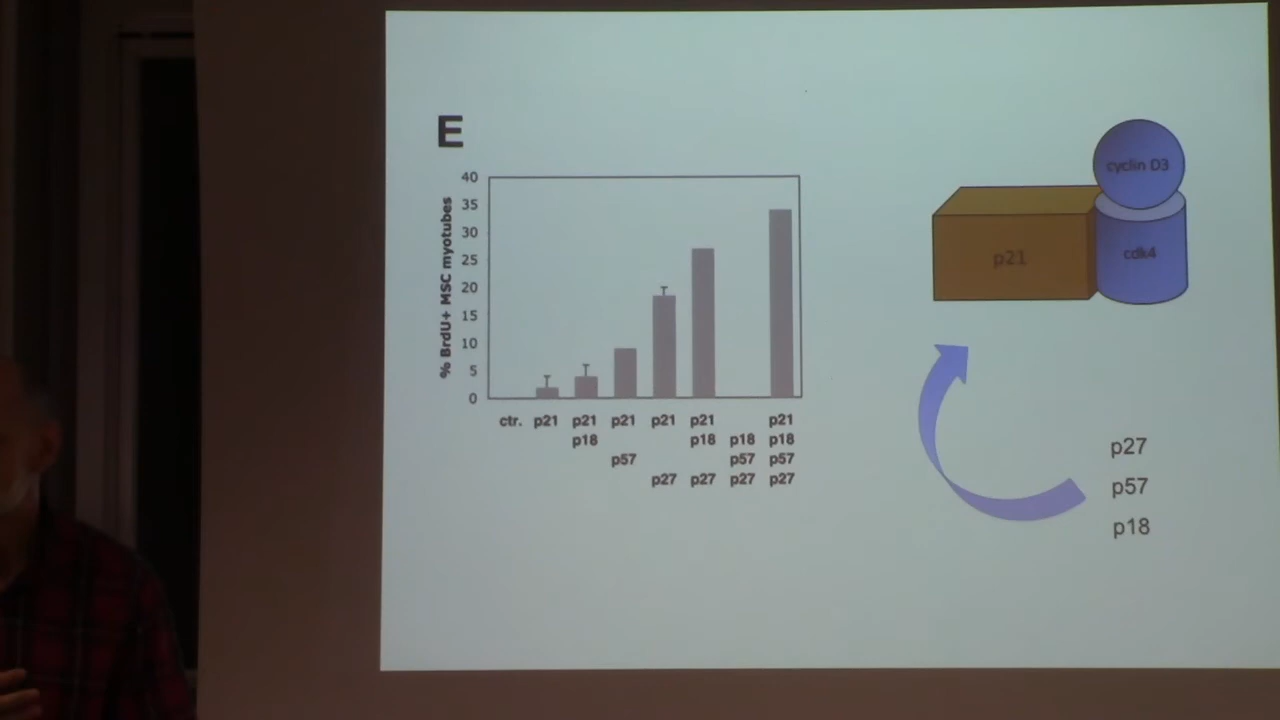 E
% BrdU+ MSC myotubes
40
35
30
25
20
15
10
5
0
ctr. p21 p21 p21 p21 p21 p21
p18 p18 p18 p18
p57 p57 p57
p27 p27 p27 p27
cyclin D3
p21
cdk4
p27
p57
p18